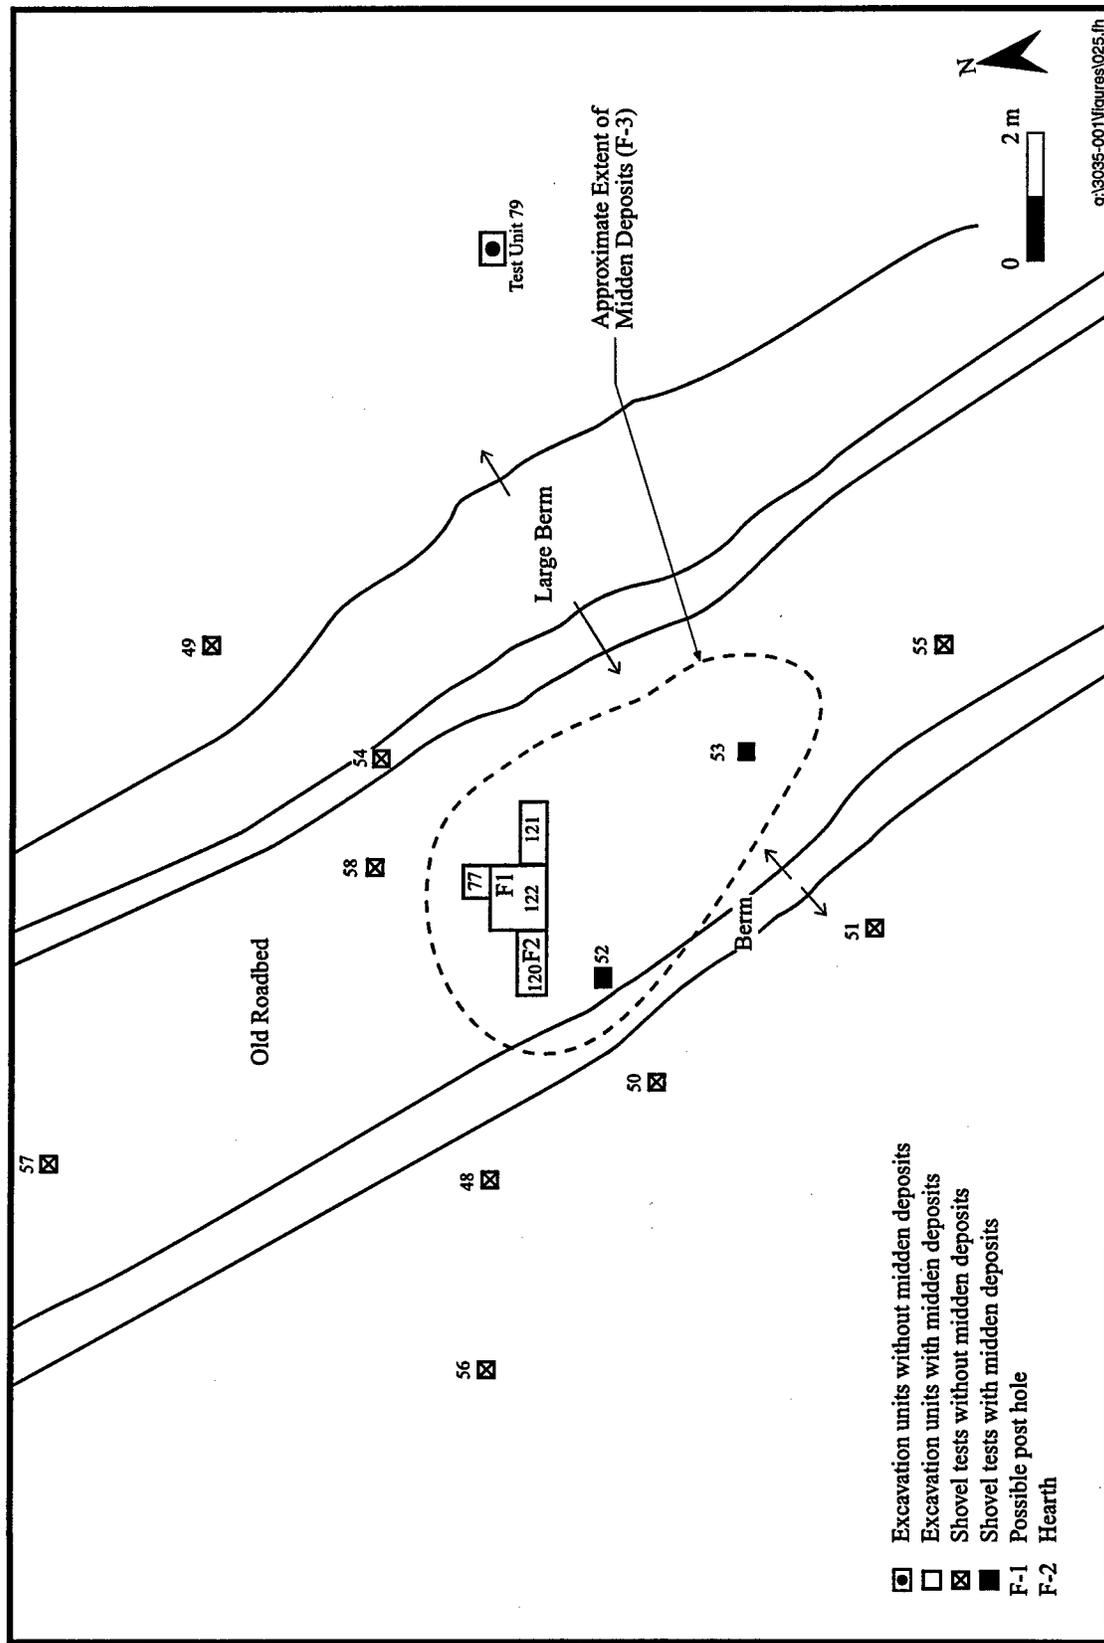 57
Old Roadbed
49
54
58
56
48
50
52
120
F2
77
F1
122
121
53
51
55
Berm
Large Berm
Test Unit 79
Approximate Extent of
Midden Deposits (F-3)
Excavation units without midden deposits
Excavation units with midden deposits
Shovel tests without midden deposits
Shovel tests with midden deposits
F-1 Possible post hole
F-2 Hearth
N
0 2 m
g:\3035-001\figures\025.fh